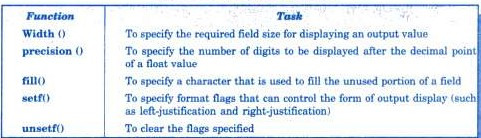 Function Task
Width () To specify the required field size for displaying an output value
precision () To specify the number of digits to be displayed after the decimal point
of a float value
fill() To specify a character that is used to fill the unused portion of a field
setf() To specify format flags that can control the form of output display (such
as left-justification and right-justification)
unsetf() To clear the flags specified